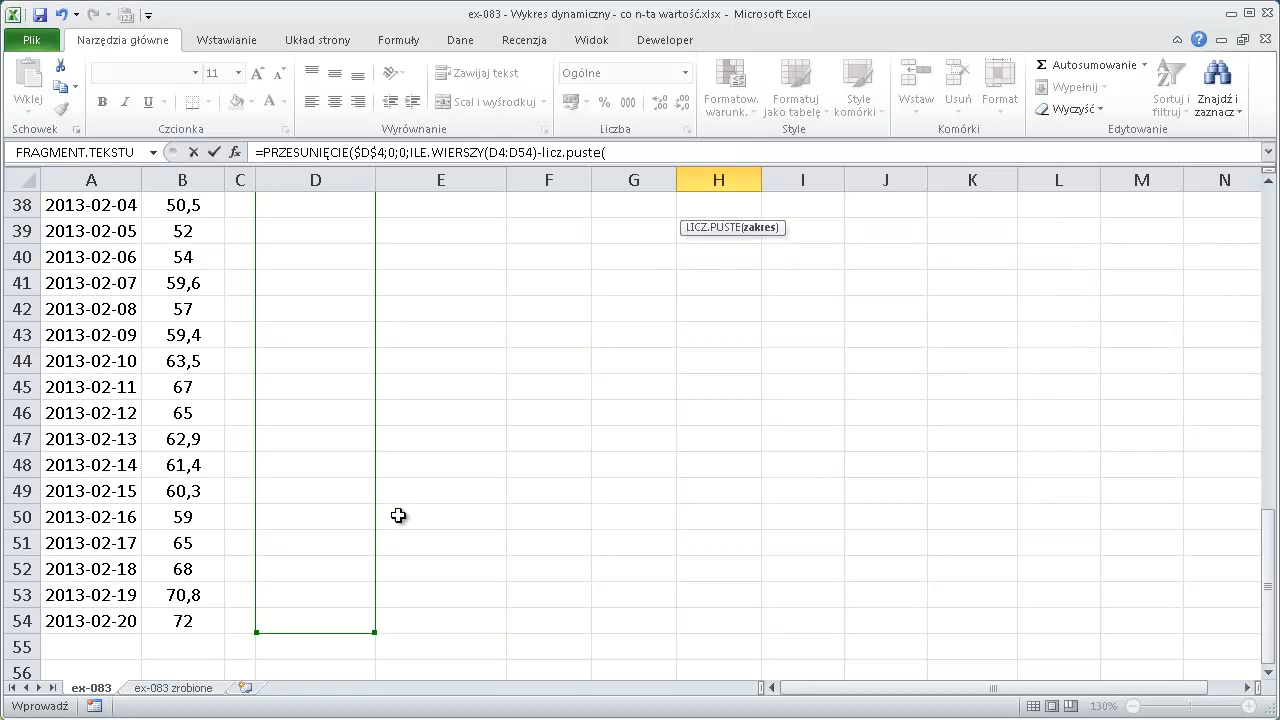 ex-083 - Wykres dynamiczny - co n-ta wartość.xlsx - Microsoft Excel
Plik Narzędzia główne Wstawianie Układ strony Formuły Dane Recenzja Widok Deweloper
11 A A Zawijaj tekst Ogólne Σ Autosumowanie
Wklej B I U A Scal i wyśrodkuj % 000 Formatow. warunk. Formatuj jako tabelę Style komórki Wstaw Usuń Format Wypełnij Wyczyść Sortuj i filtruj Znajdź i zaznacz
Schowek Czcionka Wyrównanie Liczba Style Komórki Edytowanie
FRAGMENT.TEKSTU fx =PRZESUNIĘCIE($D$4;0;0;ILE.WIERSZY(D4:D54)-licz.puste(
A B C D E F G H I J K L M N
38 2013-02-04 50,5
39 2013-02-05 52
LICZ.PUSTE(zakres)
40 2013-02-06 54
41 2013-02-07 59,6
42 2013-02-08 57
43 2013-02-09 59,4
44 2013-02-10 63,5
45 2013-02-11 67
46 2013-02-12 65
47 2013-02-13 62,9
48 2013-02-14 61,4
49 2013-02-15 60,3
50 2013-02-16 59
51 2013-02-17 65
52 2013-02-18 68
53 2013-02-19 70,8
54 2013-02-20 72
55
56
ex-083 ex-083 zrobione
Wprowadź 130%